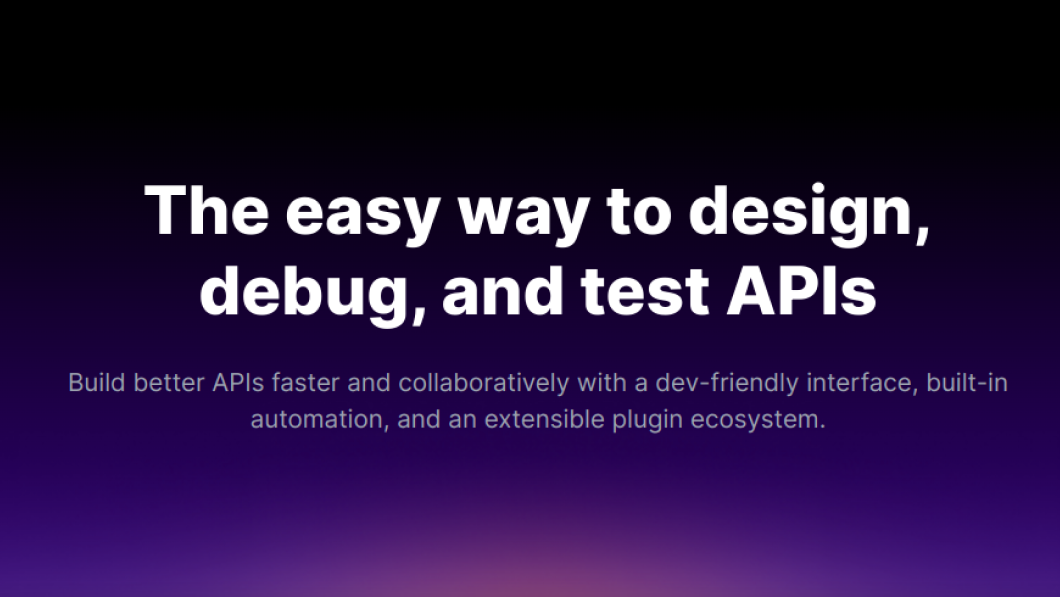 The easy way to design,
debug, and test APIs
Build better APIs faster and collaboratively with a dev-friendly interface, built-in
automation, and an extensible plugin ecosystem.